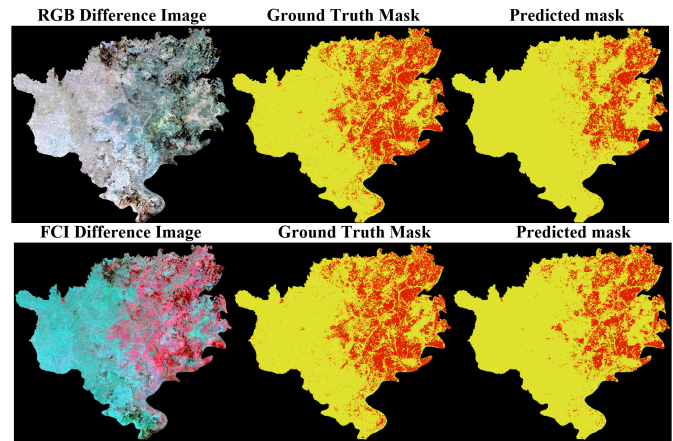 RGB Difference Image Ground Truth Mask Predicted mask
FCI Difference Image Ground Truth Mask Predicted mask